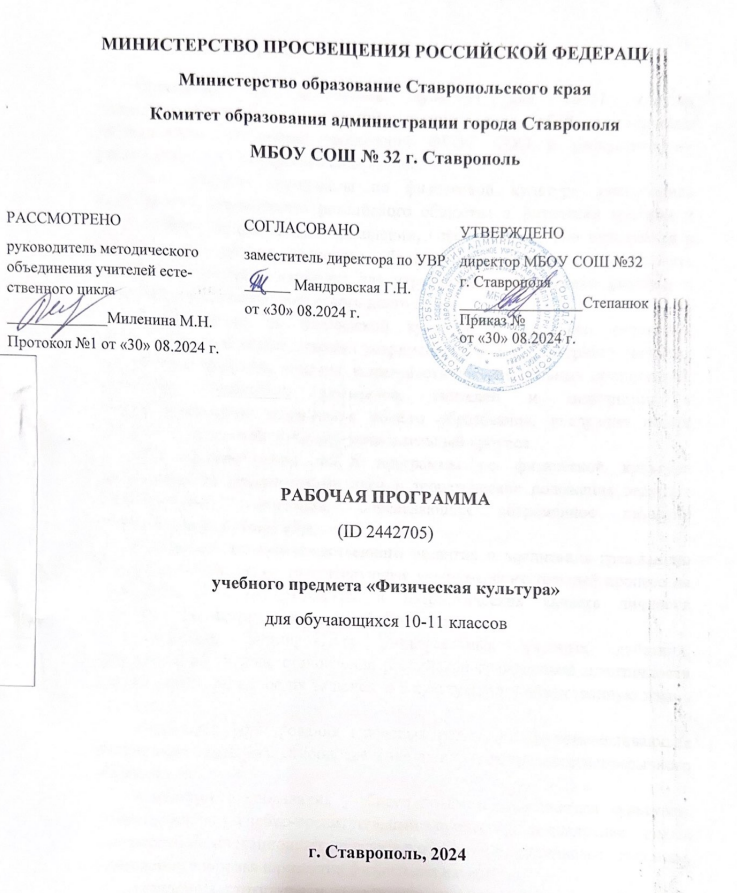 МИНИСТЕРСТВО ПРОСВЕЩЕНИЯ РОССИЙСКОЙ ФЕДЕРАЦИ
Министерство образование Ставропольского края
Комитет образования администрации города Ставрополя
МБОУ СОШ № 32 г. Ставрополь
РАССМОТРЕНО
руководитель методического
объединения учителей есте-
ственного цикла
Миленина М.Н.
Протокол №1 от «30» 08.2024 г.
СОГЛАСОВАНО
заместитель директора по УВР
Мандровская Г.Н.
от «30» 08.2024 г.
УТВЕРЖДЕНО
директор МБОУ СОШ №32
г. Ставрополя
Степанюк Ю.Ю.
Приказ №
от «30» 08.2024 г.
РАБОЧАЯ ПРОГРАММА
(ID 2442705)
учебного предмета «Физическая культура»
для обучающихся 10-11 классов
г. Ставрополь, 2024